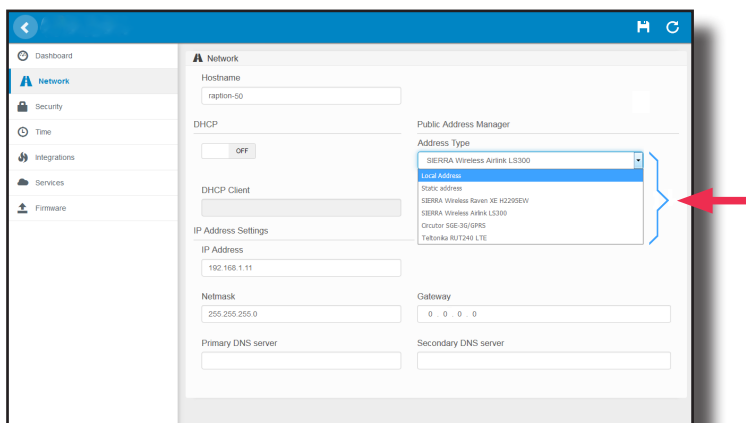 Dashboard
Network
Security
Time
Integrations
Services
Firmware
Network
Hostname
raption-50
DHCP
OFF
DHCP Client
Public Address Manager
Address Type
SIERRA Wireless Airlink LS300
Local Address
Static address
SIERRA Wireless Raven XE H2295EW
SIERRA Wireless Airlink LS300
Circutor SGE-3G/GPRS
Teltonika RUT240 LTE
IP Address Settings
IP Address
192.168.1.11
Netmask
255.255.255.0
Gateway
0 . 0 . 0 . 0
Primary DNS server
Secondary DNS server